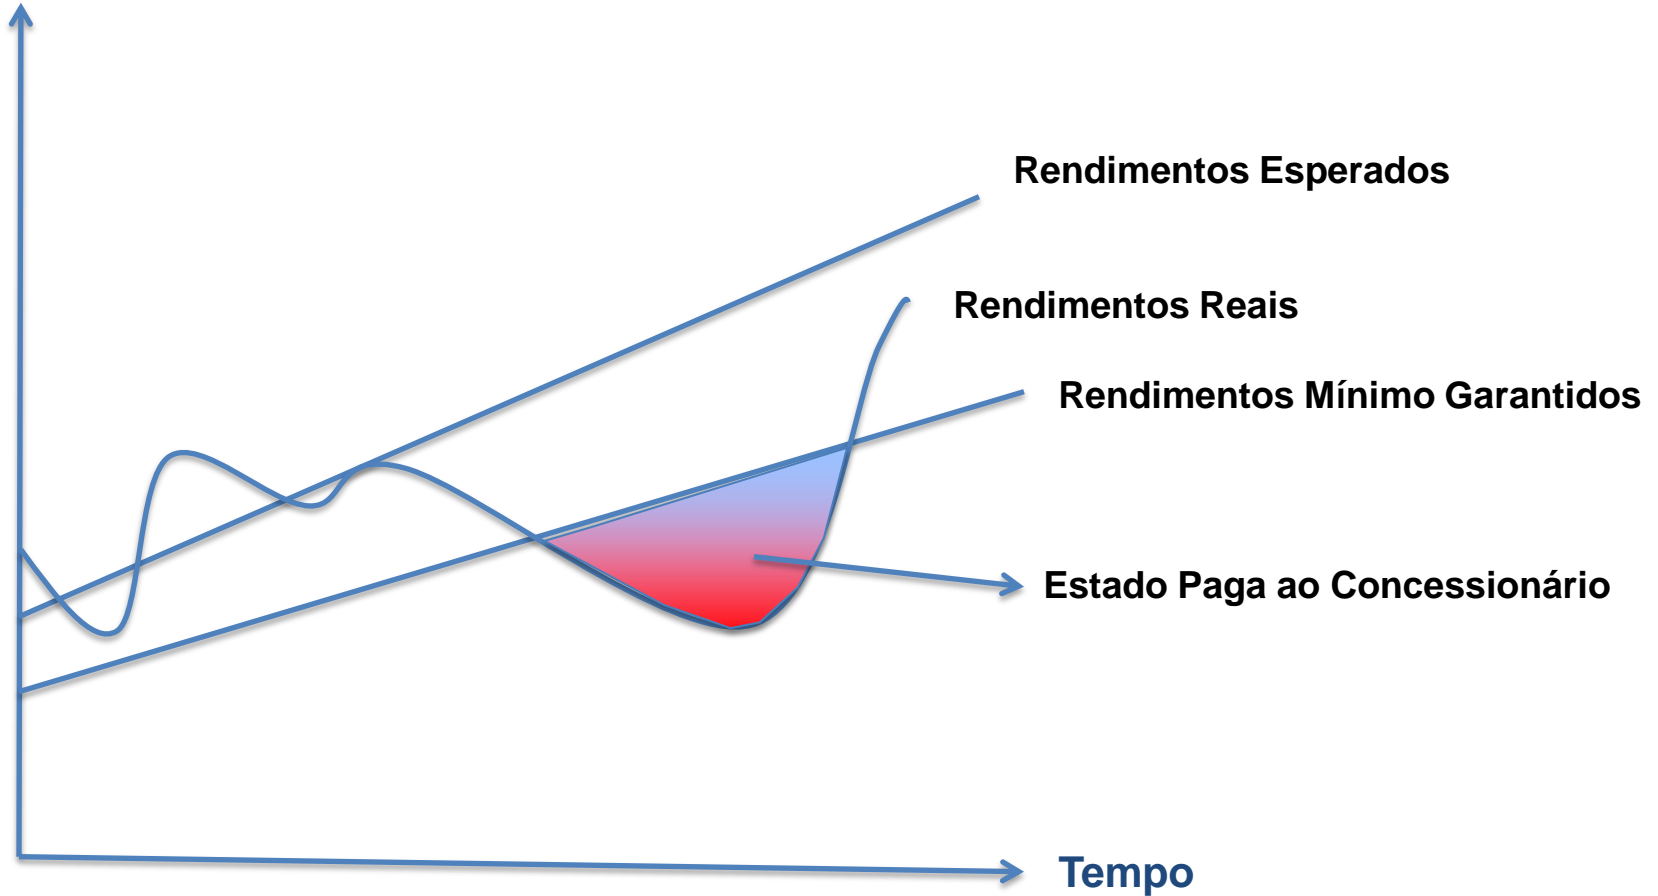 Rendimentos Esperados
Rendimentos Reais
Rendimentos Mínimo Garantidos
Estado Paga ao Concessionário
Tempo